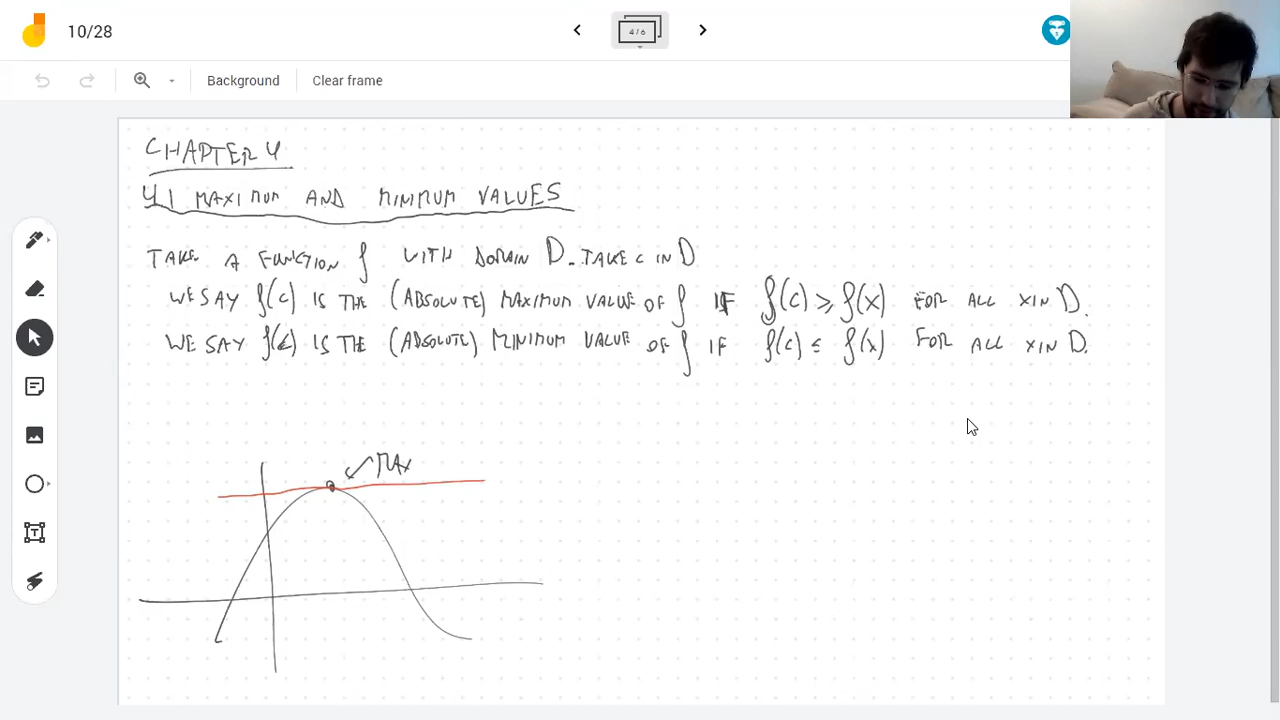 10/28
4 / 6
Background
Clear frame
CHAPTER 4
4.1 MAXIMUM AND MINIMUM VALUES
TAKE A FUNCTION f WITH DOMAIN D. TAKE C IN D
WE SAY f(c) IS THE (ABSOLUTE) MAXIMUM VALUE OF f IF f(c) ≥ f(x) FOR ALL X IN D.
WE SAY f(c) IS THE (ABSOLUTE) MINIMUM VALUE OF f IF f(c) ≤ f(x) FOR ALL X IN D.
MAX